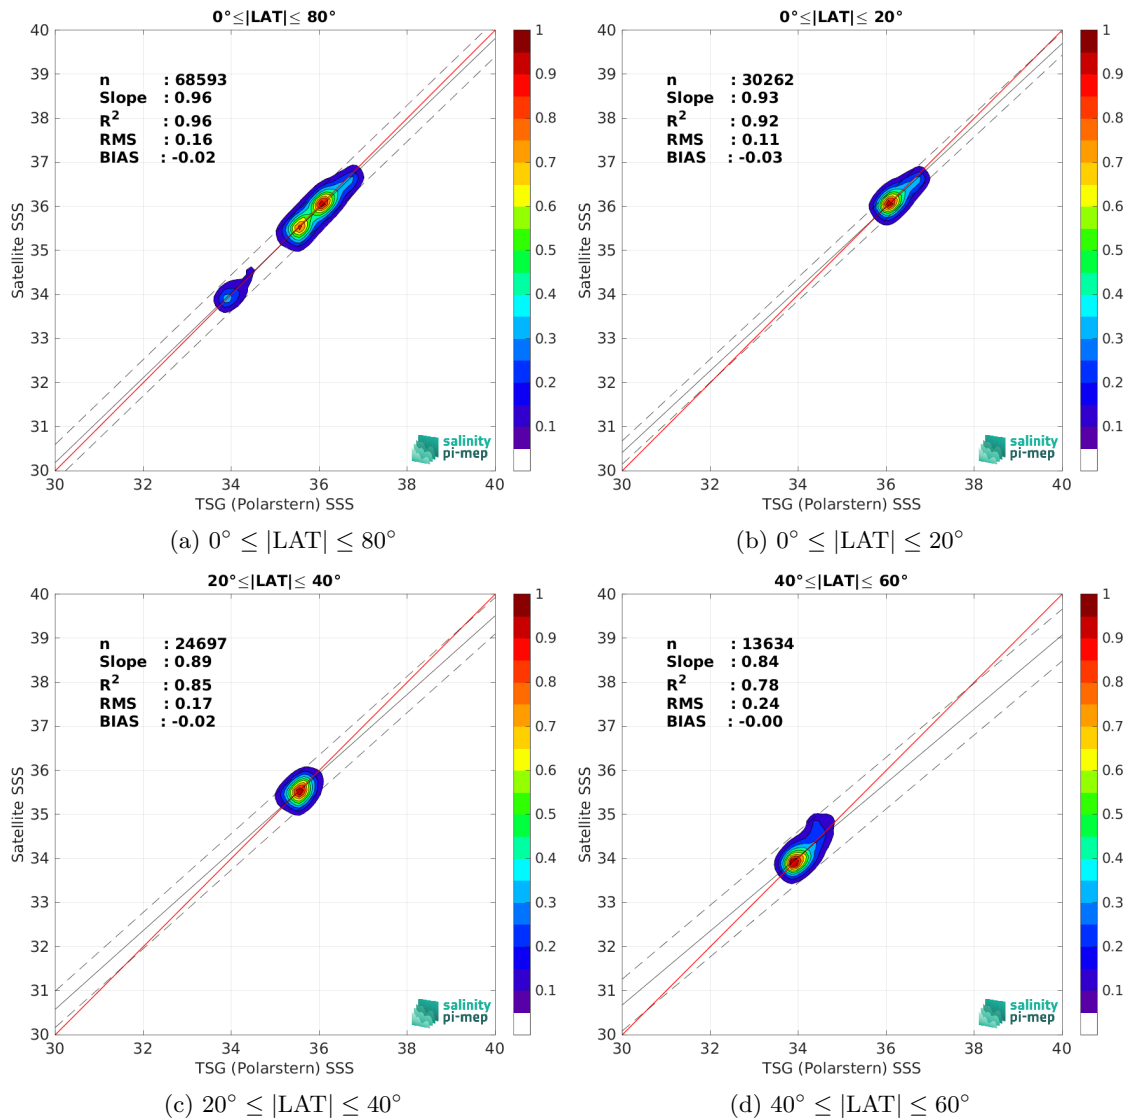 0°≤|LAT|≤ 80°
n : 68593
Slope : 0.96
R2 : 0.96
RMS : 0.16
BIAS : -0.02
40
39
38
37
36
35
34
33
32
31
30
30 32 34 36 38 40
Satellite SSS
TSG (Polarstern) SSS
1
0.9
0.8
0.7
0.6
0.5
0.4
0.3
0.2
0.1
salinity
pi-mep
(a) 0° ≤ |LAT| ≤ 80°
0°≤|LAT|≤ 20°
n : 30262
Slope : 0.93
R2 : 0.92
RMS : 0.11
BIAS : -0.03
40
39
38
37
36
35
34
33
32
31
30
30 32 34 36 38 40
Satellite SSS
TSG (Polarstern) SSS
1
0.9
0.8
0.7
0.6
0.5
0.4
0.3
0.2
0.1
salinity
pi-mep
(b) 0° ≤ |LAT| ≤ 20°
20°≤|LAT|≤ 40°
n : 24697
Slope : 0.89
R2 : 0.85
RMS : 0.17
BIAS : -0.02
40
39
38
37
36
35
34
33
32
31
30
30 32 34 36 38 40
Satellite SSS
TSG (Polarstern) SSS
1
0.9
0.8
0.7
0.6
0.5
0.4
0.3
0.2
0.1
salinity
pi-mep
(c) 20° ≤ |LAT| ≤ 40°
40°≤|LAT|≤ 60°
n : 13634
Slope : 0.84
R2 : 0.78
RMS : 0.24
BIAS : -0.00
40
39
38
37
36
35
34
33
32
31
30
30 32 34 36 38 40
Satellite SSS
TSG (Polarstern) SSS
1
0.9
0.8
0.7
0.6
0.5
0.4
0.3
0.2
0.1
salinity
pi-mep
(d) 40° ≤ |LAT| ≤ 60°